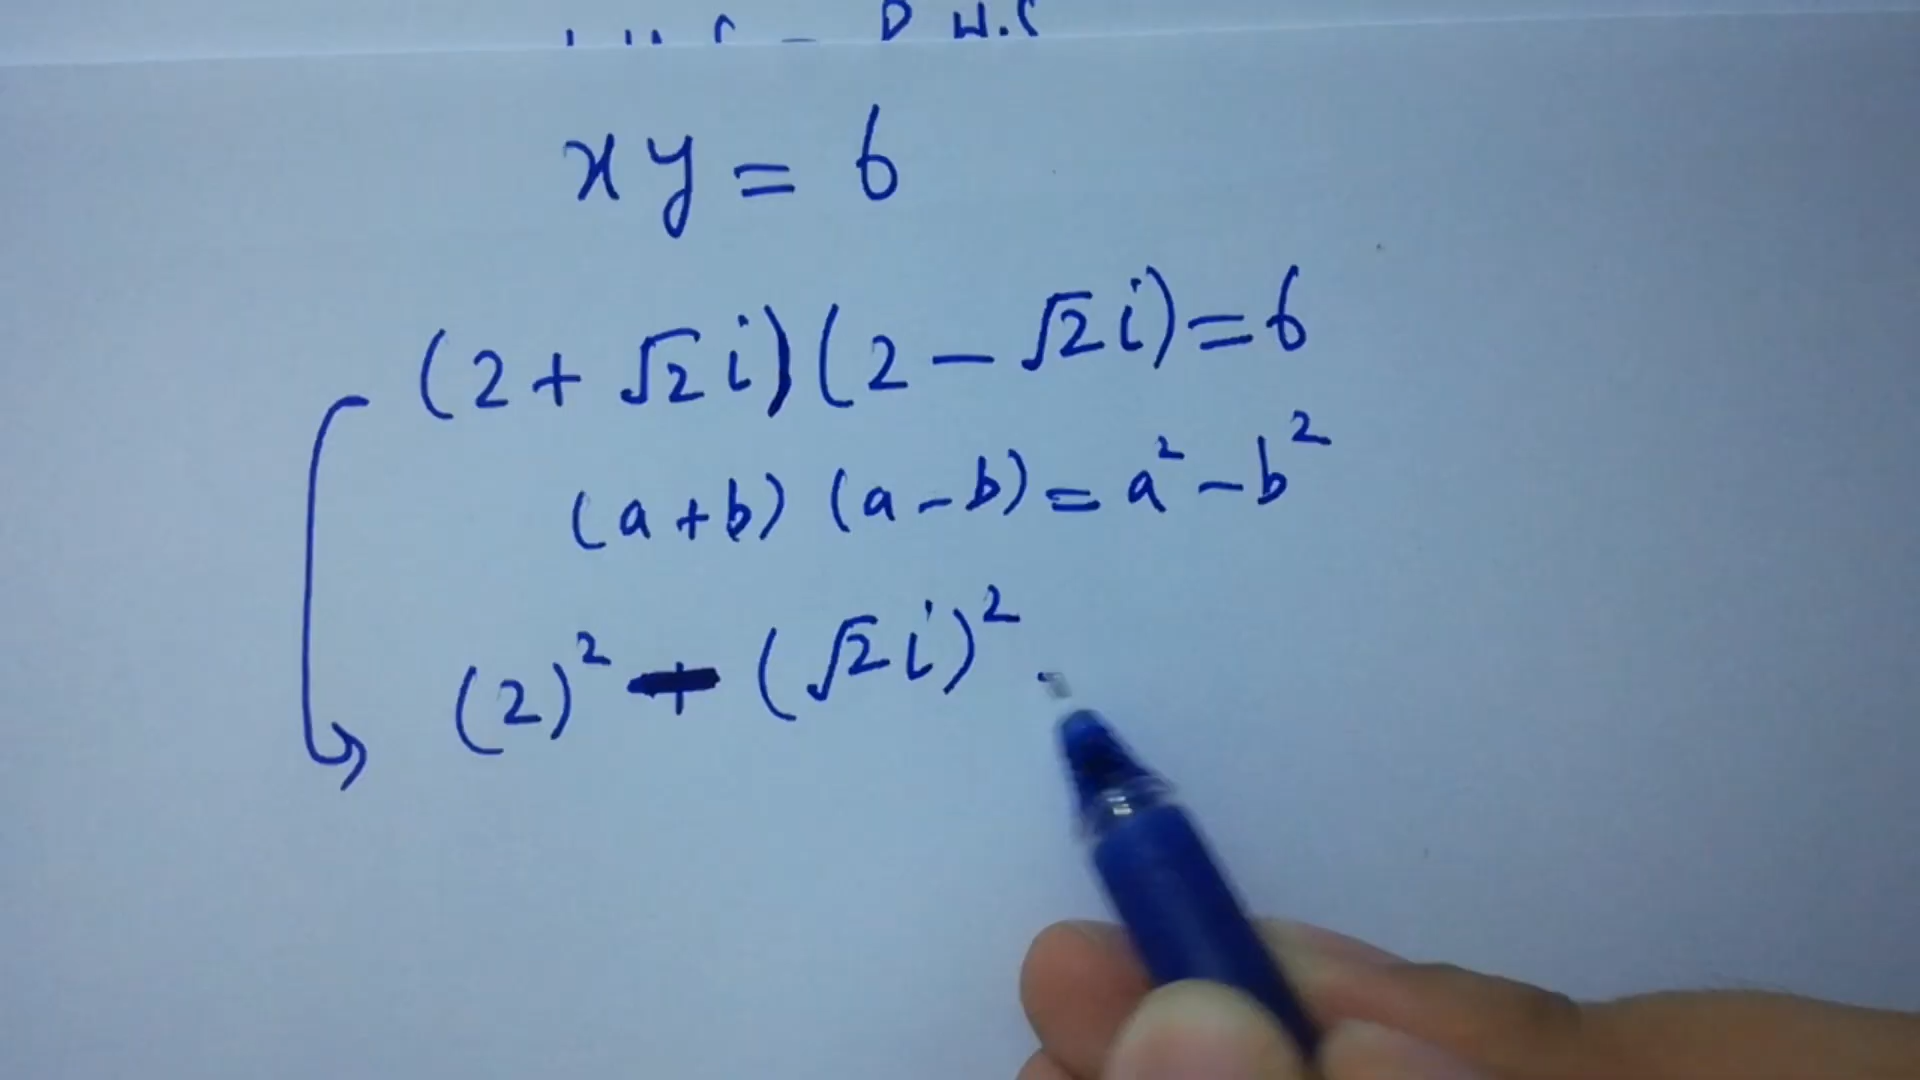 xy = 6
(2 + √2 i)(2 − √2 i) = 6
(a + b) (a − b) = a² − b²
(2)² − (√2 i)²